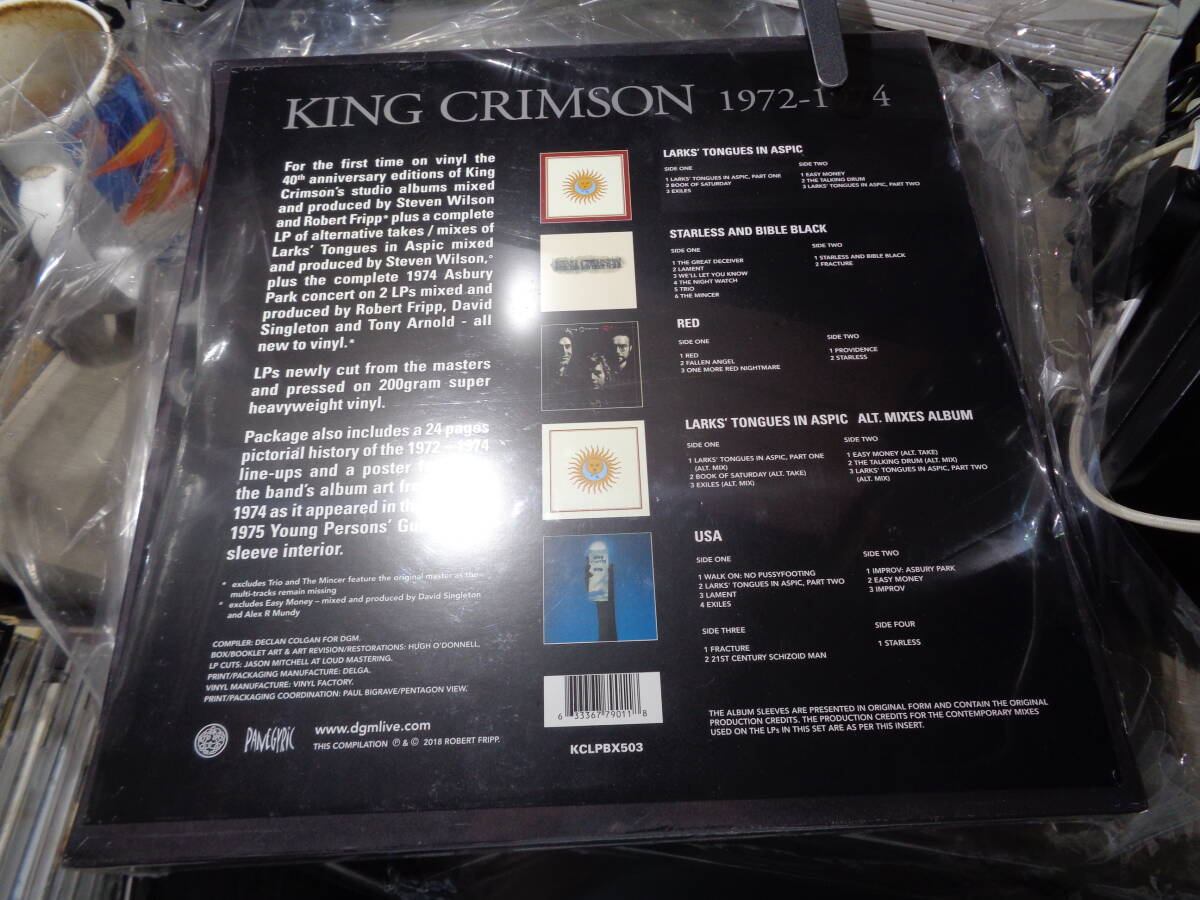 KING CRIMSON 1972-1974
For the first time on vinyl the
40th anniversary editions of King
Crimson's studio albums mixed
and produced by Steven Wilson
and Robert Fripp* plus a complete
LP of alternative takes / mixes of
Larks' Tongues in Aspic mixed
and produced by Steven Wilson,°
plus the complete 1974 Asbury
Park concert on 2 LPs mixed and
produced by Robert Fripp, David
Singleton and Tony Arnold - all
new to vinyl.*
LPs newly cut from the masters
and pressed on 200gram super
heavyweight vinyl.
Package also includes a 24 pages
pictorial history of the 1972 – 1974
line-ups and a poster
the band's album art
1974 as it appeared in
1975 Young Persons'
sleeve interior.
* excludes Trio and The Mincer feature the original master as the
multi-tracks remain missing
° excludes Easy Money – mixed and produced by David Singleton
and Alex R Mundy
COMPILER: DECLAN COLGAN FOR DGM.
BOX/BOOKLET ART & ART REVISION/RESTORATIONS: HUGH O'DONNELL.
LP CUTS: JASON MITCHELL AT LOUD MASTERING.
PRINT/PACKAGING MANUFACTURE: DELGA.
VINYL MANUFACTURE: VINYL FACTORY.
PRINT/PACKAGING COORDINATION: PAUL BIGRAVE/PENTAGON VIEW.
PANEGYRIC
www.dgmlive.com
THIS COMPILATION ℗ & © 2018 ROBERT FRIPP.
LARKS' TONGUES IN ASPIC
SIDE ONE
1 LARKS' TONGUES IN ASPIC, PART ONE
2 BOOK OF SATURDAY
3 EXILES
SIDE TWO
1 EASY MONEY
2 THE TALKING DRUM
3 LARKS' TONGUES IN ASPIC, PART TWO
STARLESS AND BIBLE BLACK
SIDE ONE
1 THE GREAT DECEIVER
2 LAMENT
3 WE'LL LET YOU KNOW
4 THE NIGHT WATCH
5 TRIO
6 THE MINCER
SIDE TWO
1 STARLESS AND BIBLE BLACK
2 FRACTURE
RED
SIDE ONE
1 RED
2 FALLEN ANGEL
3 ONE MORE RED NIGHTMARE
SIDE TWO
1 PROVIDENCE
2 STARLESS
LARKS' TONGUES IN ASPIC ALT. MIXES ALBUM
SIDE ONE
1 LARKS' TONGUES IN ASPIC, PART ONE
(ALT. MIX)
2 BOOK OF SATURDAY (ALT. TAKE)
3 EXILES (ALT. MIX)
SIDE TWO
1 EASY MONEY (ALT. TAKE)
2 THE TALKING DRUM (ALT. MIX)
3 LARKS' TONGUES IN ASPIC, PART TWO
(ALT. MIX)
USA
SIDE ONE
1 WALK ON: NO PUSSYFOOTING
2 LARKS' TONGUES IN ASPIC, PART TWO
3 LAMENT
4 EXILES
SIDE TWO
1 IMPROV: ASBURY PARK
2 EASY MONEY
3 IMPROV
SIDE THREE
1 FRACTURE
2 21ST CENTURY SCHIZOID MAN
SIDE FOUR
1 STARLESS
6 33367 79011 8
KCLPBX503
THE ALBUM SLEEVES ARE PRESENTED IN ORIGINAL FORM AND CONTAIN THE ORIGINAL
PRODUCTION CREDITS. THE PRODUCTION CREDITS FOR THE CONTEMPORARY MIXES
USED ON THE LPs IN THIS SET ARE AS PER THIS INSERT.